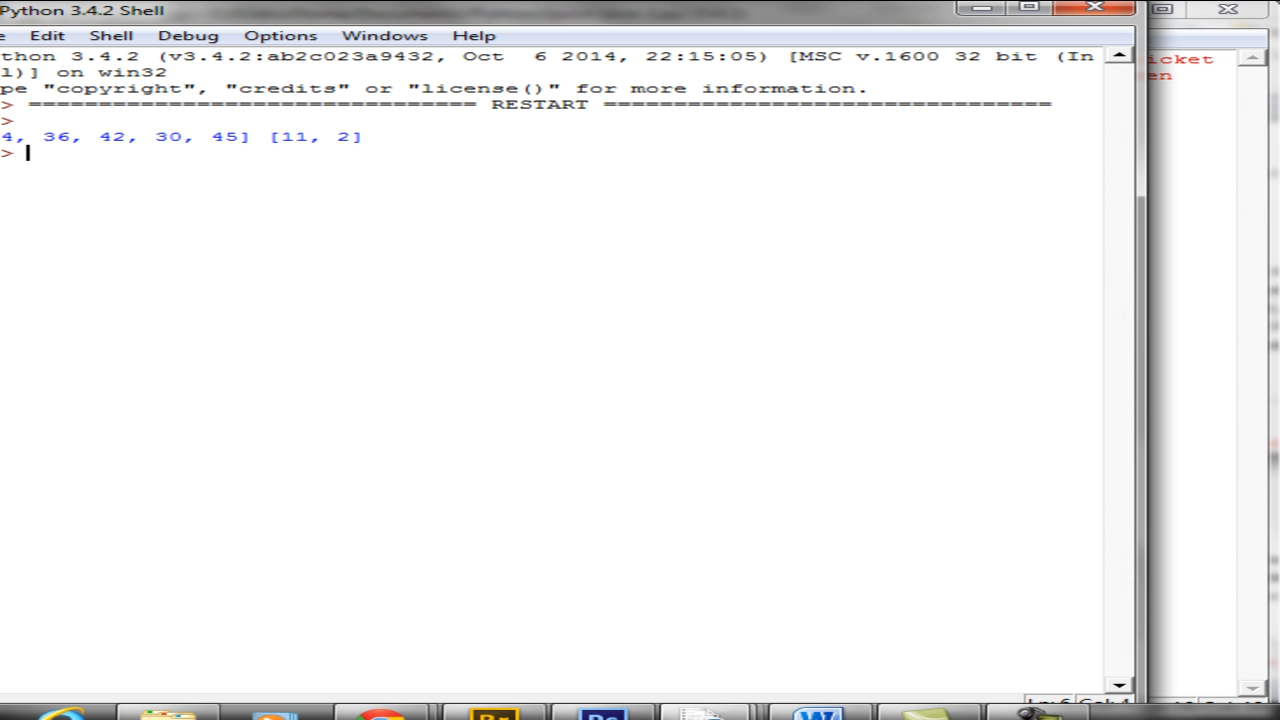 Python 3.4.2 Shell
e Edit Shell Debug Options Windows Help
thon 3.4.2 (v3.4.2:ab2c023a9432, Oct  6 2014, 22:15:05) [MSC v.1600 32 bit (In
l)] on win32
pe "copyright", "credits" or "license()" for more information.
> ================================ RESTART ================================
>
4, 36, 42, 30, 45] [11, 2]
>
icket
en
Br
Ps
W